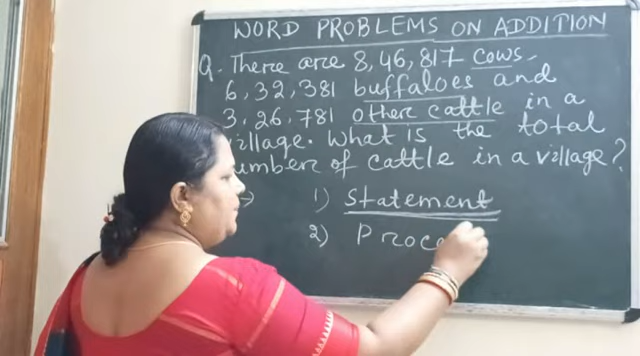 WORD PROBLEMS ON ADDITION
Q. There are 8,46,817 cows,
6,32,381 buffaloes and
3,26,781 other cattle in a
village. What is the total
number of cattle in a village?
1) Statement
2) Proce